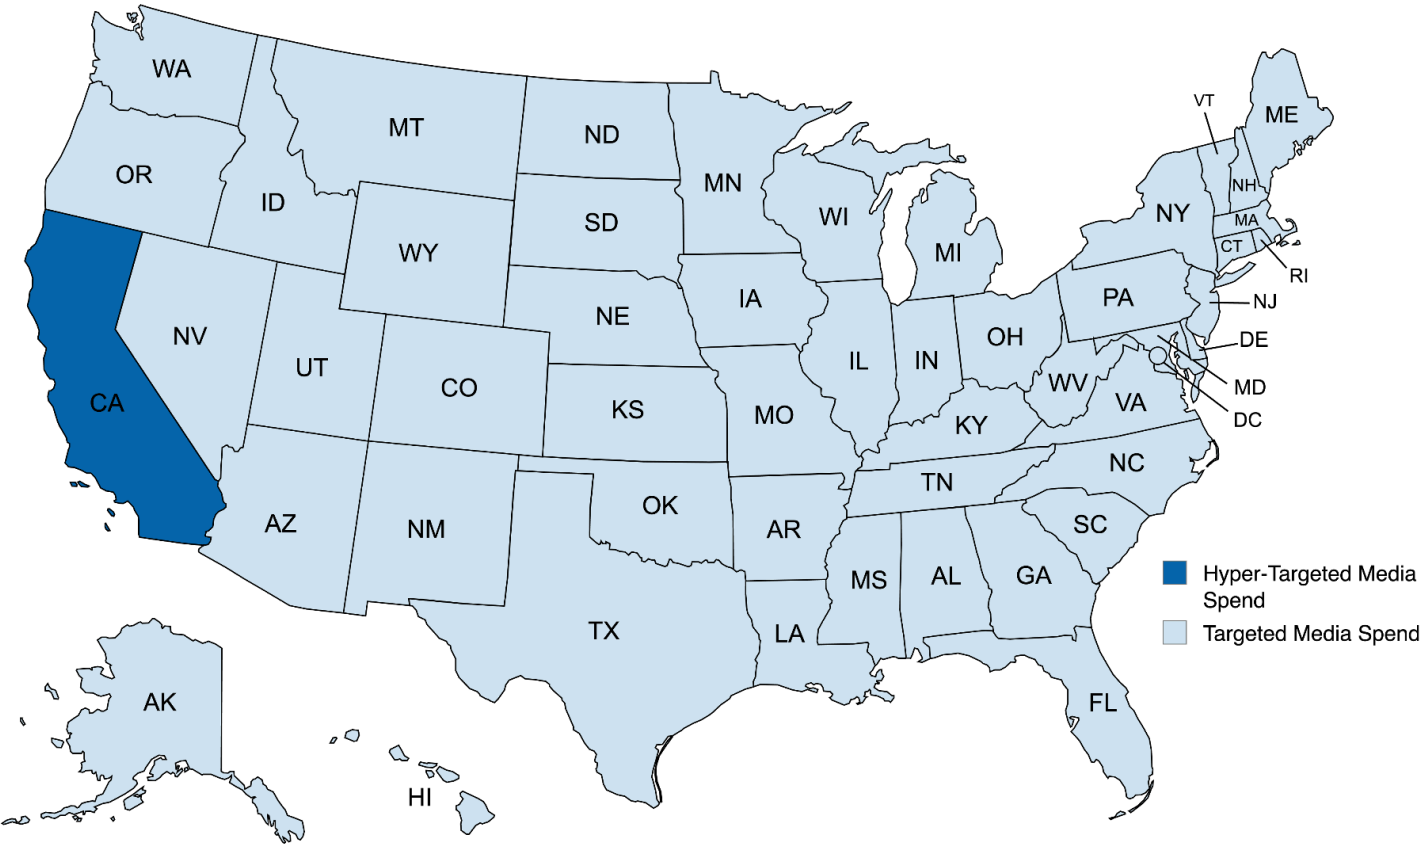 WA
VT
ME
MT
ND
OR
MN
NH
ID
NY
WI
SD
MA
WY
CT
MI
RI
IA
PA
NJ
NE
NV
OH
DE
UT
IL
IN
CO
WV
MD
CA
KS
MO
VA
DC
KY
NC
TN
OK
AZ
NM
AR
SC
MS
AL
GA
Hyper-Targeted Media
Spend
TX
LA
Targeted Media Spend
AK
FL
HI